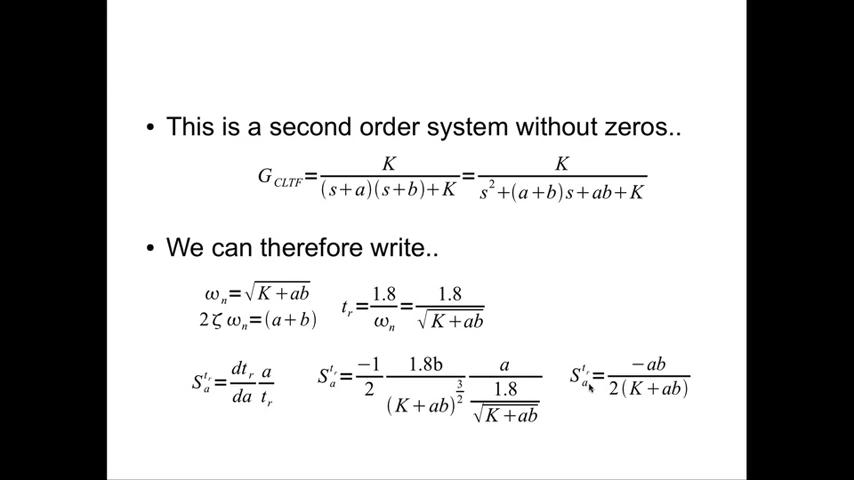 • This is a second order system without zeros..
G_CLTF = K / ((s+a)(s+b)+K) = K / (s²+(a+b)s+ab+K)
• We can therefore write..
ω_n = √(K+ab)
2ζω_n = (a+b)
t_r = 1.8 / ω_n = 1.8 / √(K+ab)
S_a^{t_r} = (dt_r / da) (a / t_r)
S_a^{t_r} = (−1 / 2) (1.8b / (K+ab)^{3/2}) (a / (1.8 / √(K+ab)))
S_a^{t_r} = −ab / (2(K+ab))